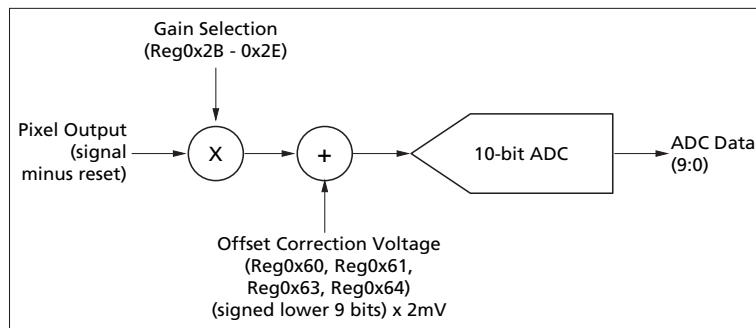 Gain Selection
(Reg0x2B - 0x2E)
Pixel Output
(signal
minus reset)
X
+
10-bit ADC
ADC Data
(9:0)
Offset Correction Voltage
(Reg0x60, Reg0x61,
Reg0x63, Reg0x64)
(signed lower 9 bits) x 2mV